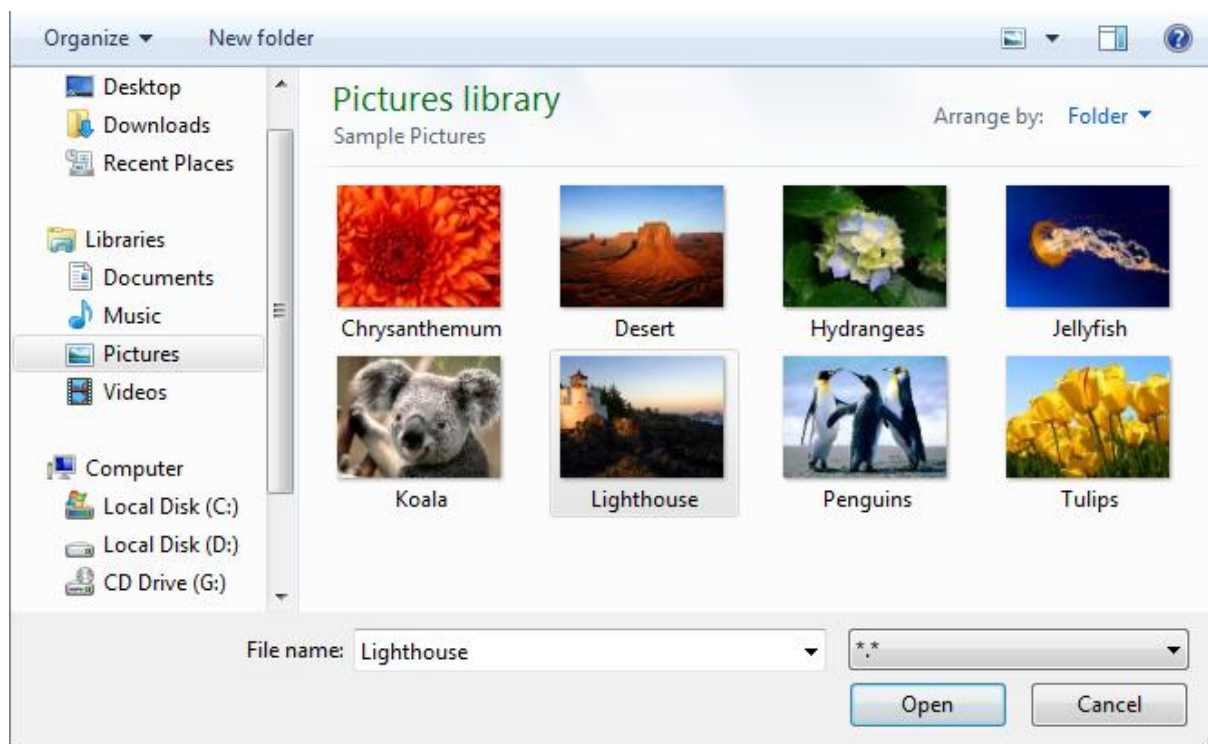 Organize New folder
Desktop
Downloads
Recent Places
Libraries
Documents
Music
Pictures
Videos
Computer
Local Disk (C:)
Local Disk (D:)
CD Drive (G:)
Pictures library
Sample Pictures
Arrange by: Folder
Chrysanthemum Desert Hydrangeas Jellyfish
Koala Lighthouse Penguins Tulips
File name: Lighthouse *.*
Open Cancel